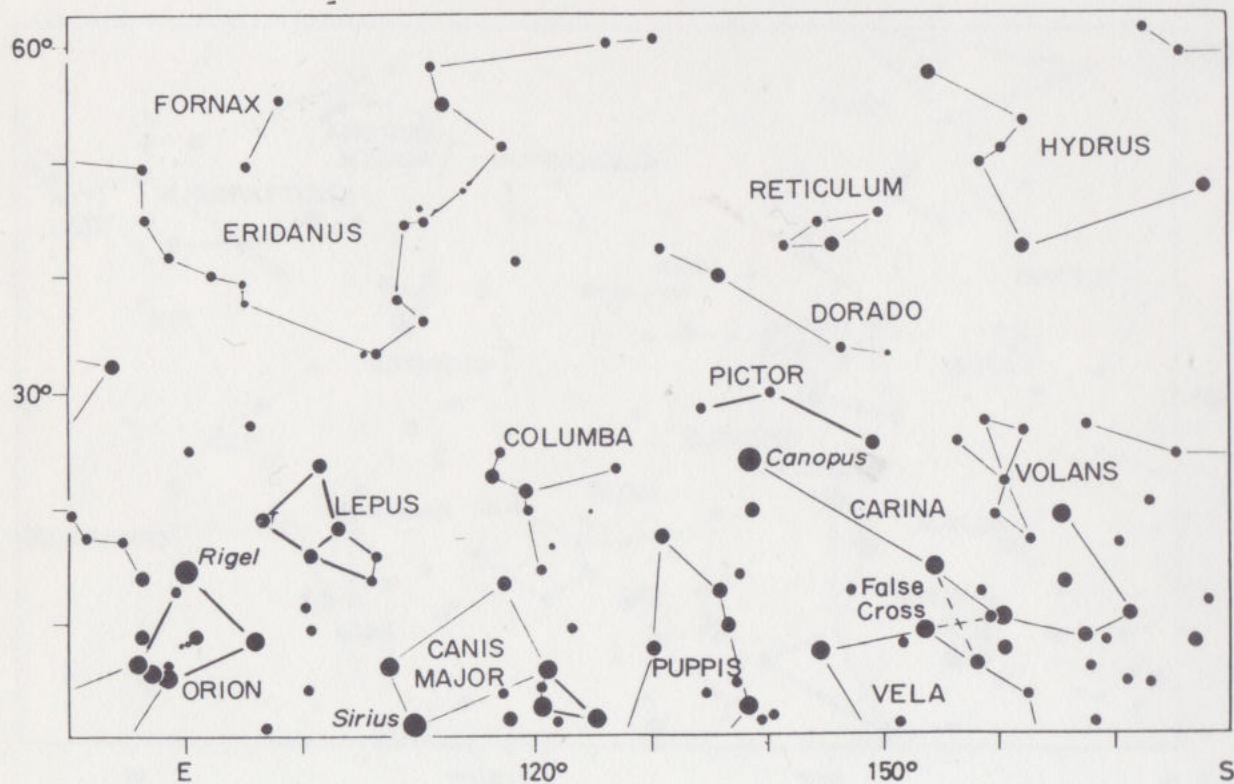 60°
FORNAX
HYDRUS
RETICULUM
ERIDANUS
DORADO
PICTOR
30°
COLUMBA
Canopus
VOLANS
LEPUS
CARINA
Rigel
False
Cross
CANIS
MAJOR
PUPPIS
ORION
VELA
Sirius
E
120°
150°
S